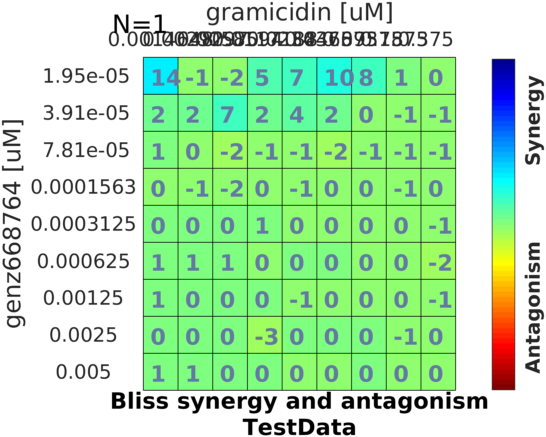 gramicidin [uM]
N=1
0.375
1.95e-05 14 -1 -2 5 7 10 8 1 0
3.91e-05 2 2 7 2 4 2 0 -1 -1
7.81e-05 1 0 -2 -1 -1 -2 -1 -1 -1
0.0001563 0 -1 -2 0 -1 0 0 -1 0
0.0003125 0 0 0 1 0 0 0 0 -1
0.000625 1 1 1 0 0 0 0 0 -2
0.00125 1 0 0 0 -1 0 0 0 -1
0.0025 0 0 0 -3 0 0 0 -1 0
0.005 1 1 0 0 0 0 0 0 0
genz668764 [uM]
Synergy
Antagonism
Bliss synergy and antagonism
TestData